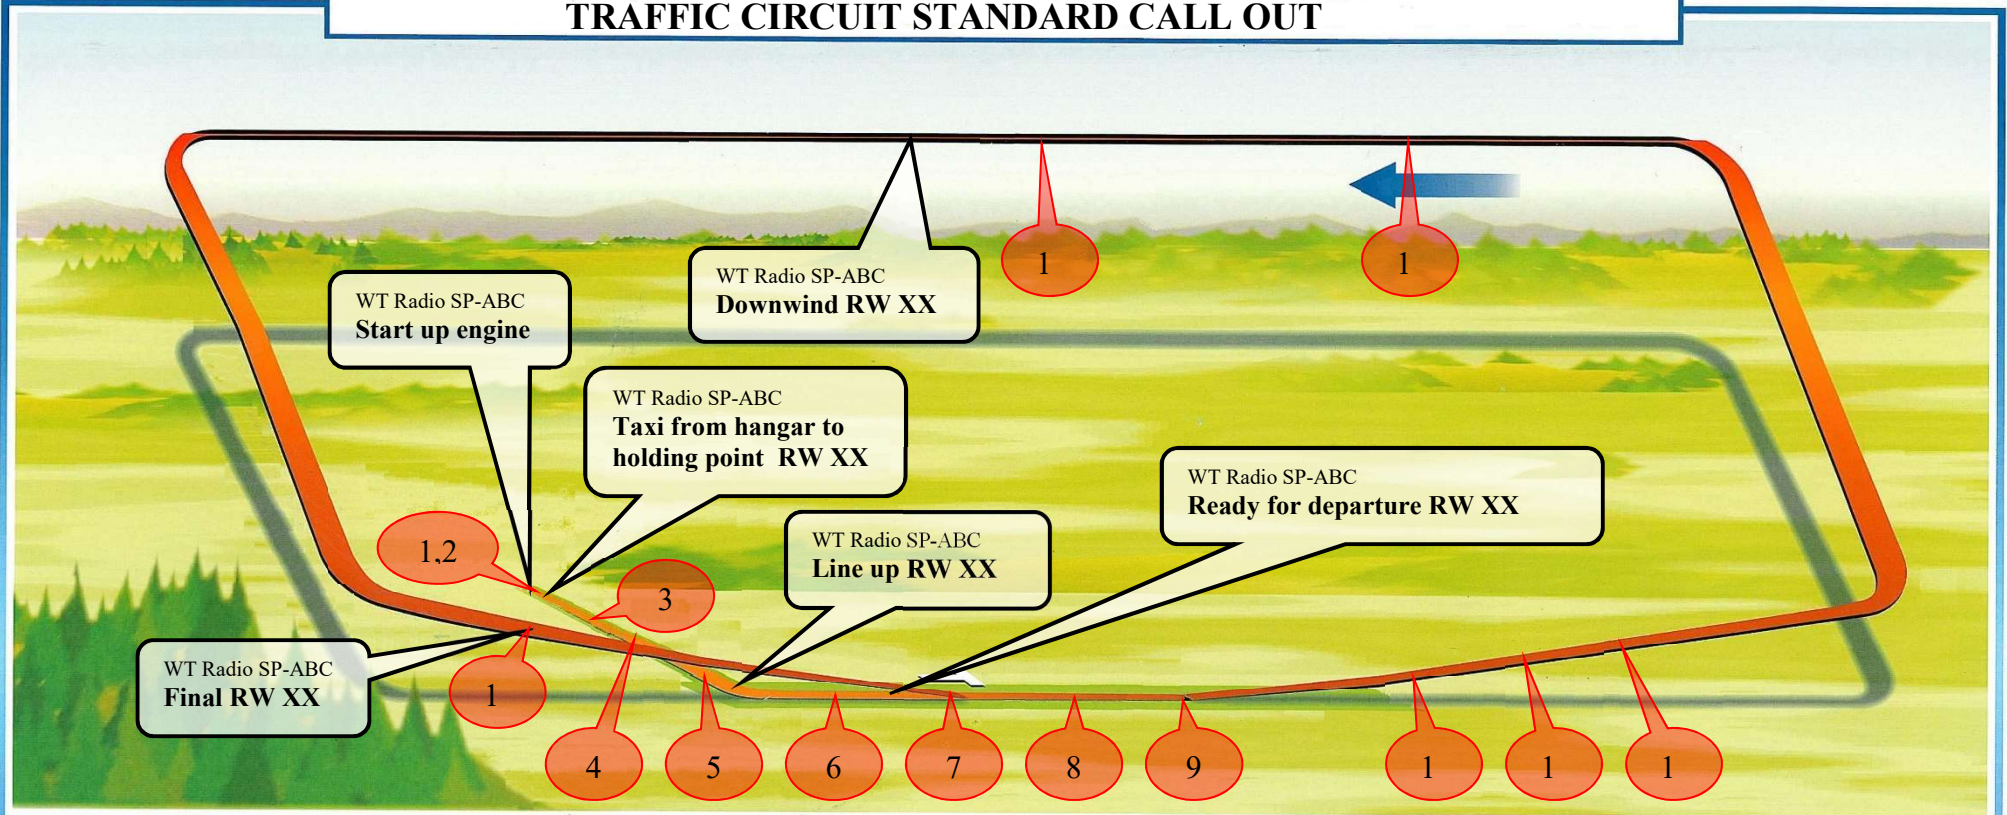 TRAFFIC CIRCUIT STANDARD CALL OUT
1
1
WT Radio SP-ABC
Downwind RW XX
WT Radio SP-ABC
Start up engine
WT Radio SP-ABC
Taxi from hangar to
holding point RW XX
WT Radio SP-ABC
Ready for departure RW XX
1,2
WT Radio SP-ABC
Line up RW XX
3
WT Radio SP-ABC
Final RW XX
1
4
5
6
7
8
9
1
1
1